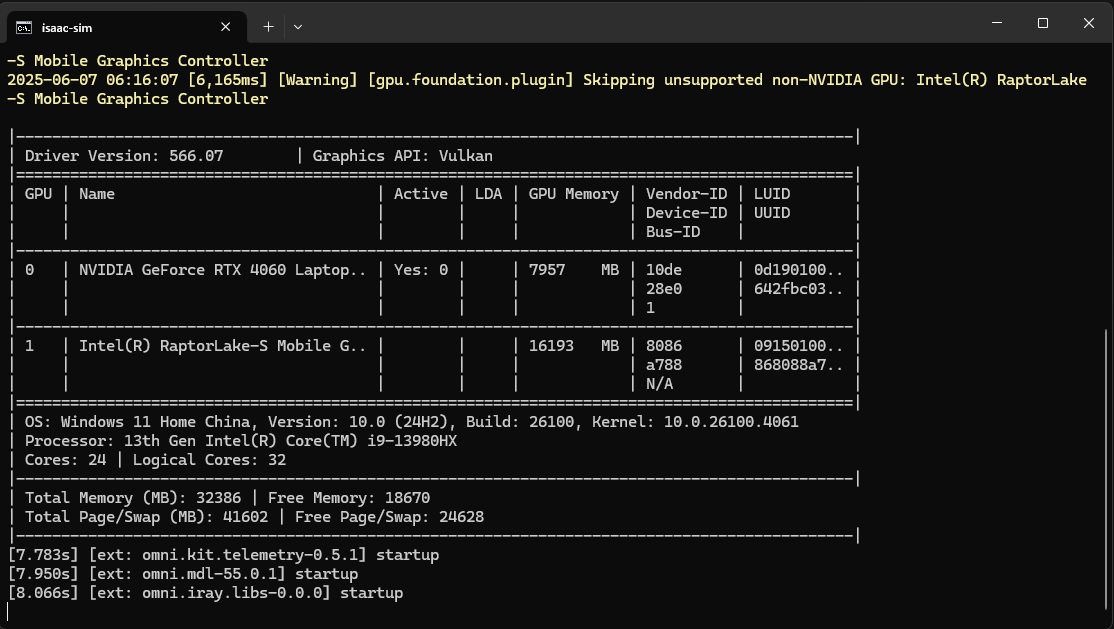 isaac-sim
-S Mobile Graphics Controller
2025-06-07 06:16:07 [6,165ms] [Warning] [gpu.foundation.plugin] Skipping unsupported non-NVIDIA GPU: Intel(R) RaptorLake
-S Mobile Graphics Controller
|---------------------------------------------------------------------------------------------|
| Driver Version: 566.07        | Graphics API: Vulkan
|=============================================================================================|
| GPU | Name                             | Active | LDA | GPU Memory | Vendor-ID | LUID       |
|     |                                  |        |     |            | Device-ID | UUID       |
|     |                                  |        |     |            | Bus-ID    |            |
|---------------------------------------------------------------------------------------------|
| 0   | NVIDIA GeForce RTX 4060 Laptop.. | Yes: 0 |     | 7957    MB | 10de      | 0d190100.. |
|     |                                  |        |     |            | 28e0      | 642fbc03.. |
|     |                                  |        |     |            | 1         |            |
|---------------------------------------------------------------------------------------------|
| 1   | Intel(R) RaptorLake-S Mobile G.. |        |     | 16193   MB | 8086      | 09150100.. |
|     |                                  |        |     |            | a788      | 868088a7.. |
|     |                                  |        |     |            | N/A       |            |
|=============================================================================================|
| OS: Windows 11 Home China, Version: 10.0 (24H2), Build: 26100, Kernel: 10.0.26100.4061
| Processor: 13th Gen Intel(R) Core(TM) i9-13980HX
| Cores: 24 | Logical Cores: 32
|---------------------------------------------------------------------------------------------|
| Total Memory (MB): 32386 | Free Memory: 18670
| Total Page/Swap (MB): 41602 | Free Page/Swap: 24628
|---------------------------------------------------------------------------------------------|
[7.783s] [ext: omni.kit.telemetry-0.5.1] startup
[7.950s] [ext: omni.mdl-55.0.1] startup
[8.066s] [ext: omni.iray.libs-0.0.0] startup